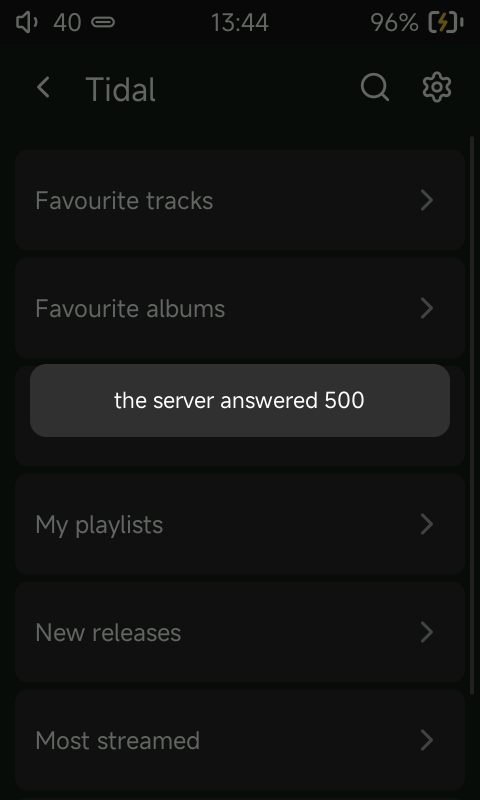 40
13:44
96%
Tidal
Favourite tracks
Favourite albums
the server answered 500
My playlists
New releases
Most streamed